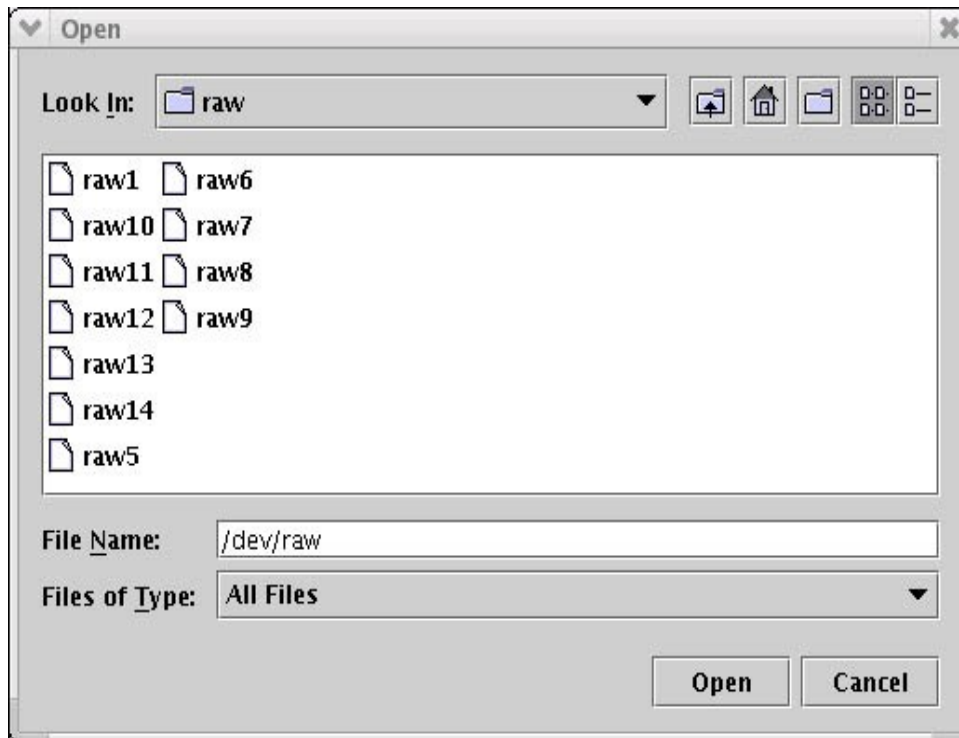 Open
Look In: raw
raw1 raw6
raw10 raw7
raw11 raw8
raw12 raw9
raw13
raw14
raw5
File Name: /dev/raw
Files of Type: All Files
Open Cancel